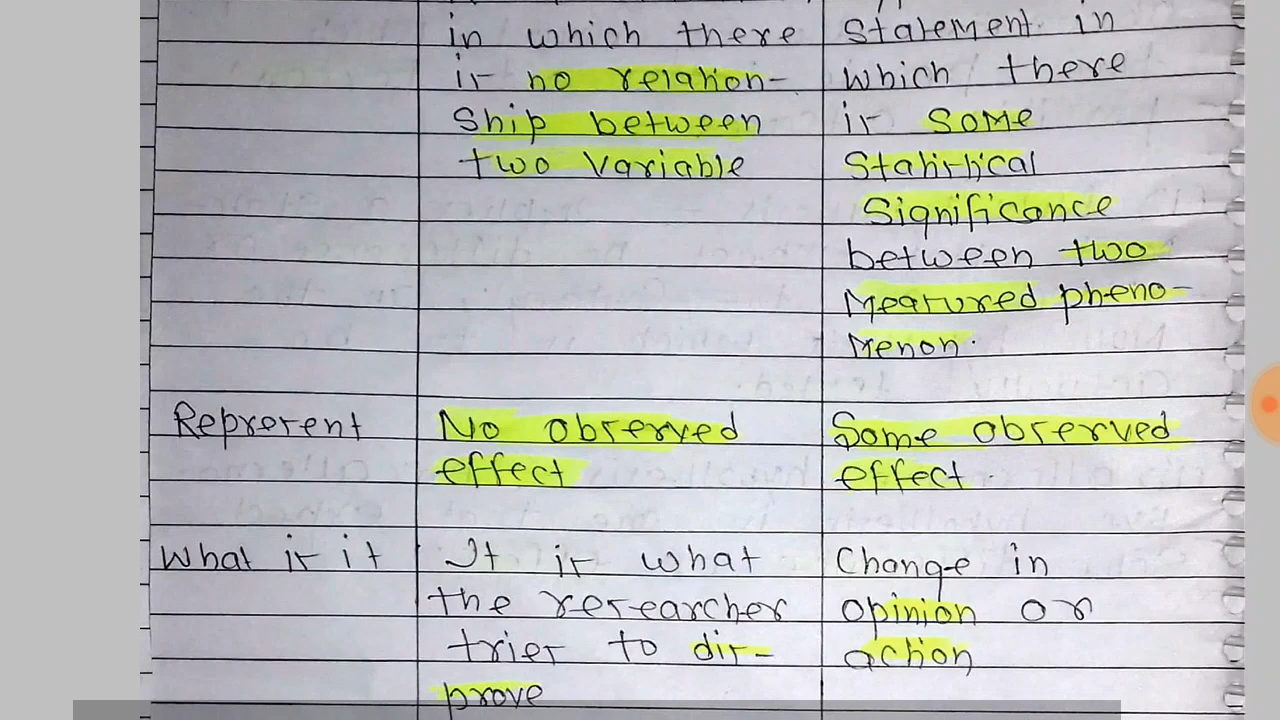 in which there
is no relation-
ship between
two variable
Statement in
which there
is some
Statistical
Significance
between two
Measured pheno-
menon.
Represent
No observed
effect
Some observed
effect.
What is it
It is what
the researcher
tries to dis-
prove
Change in
opinion or
action